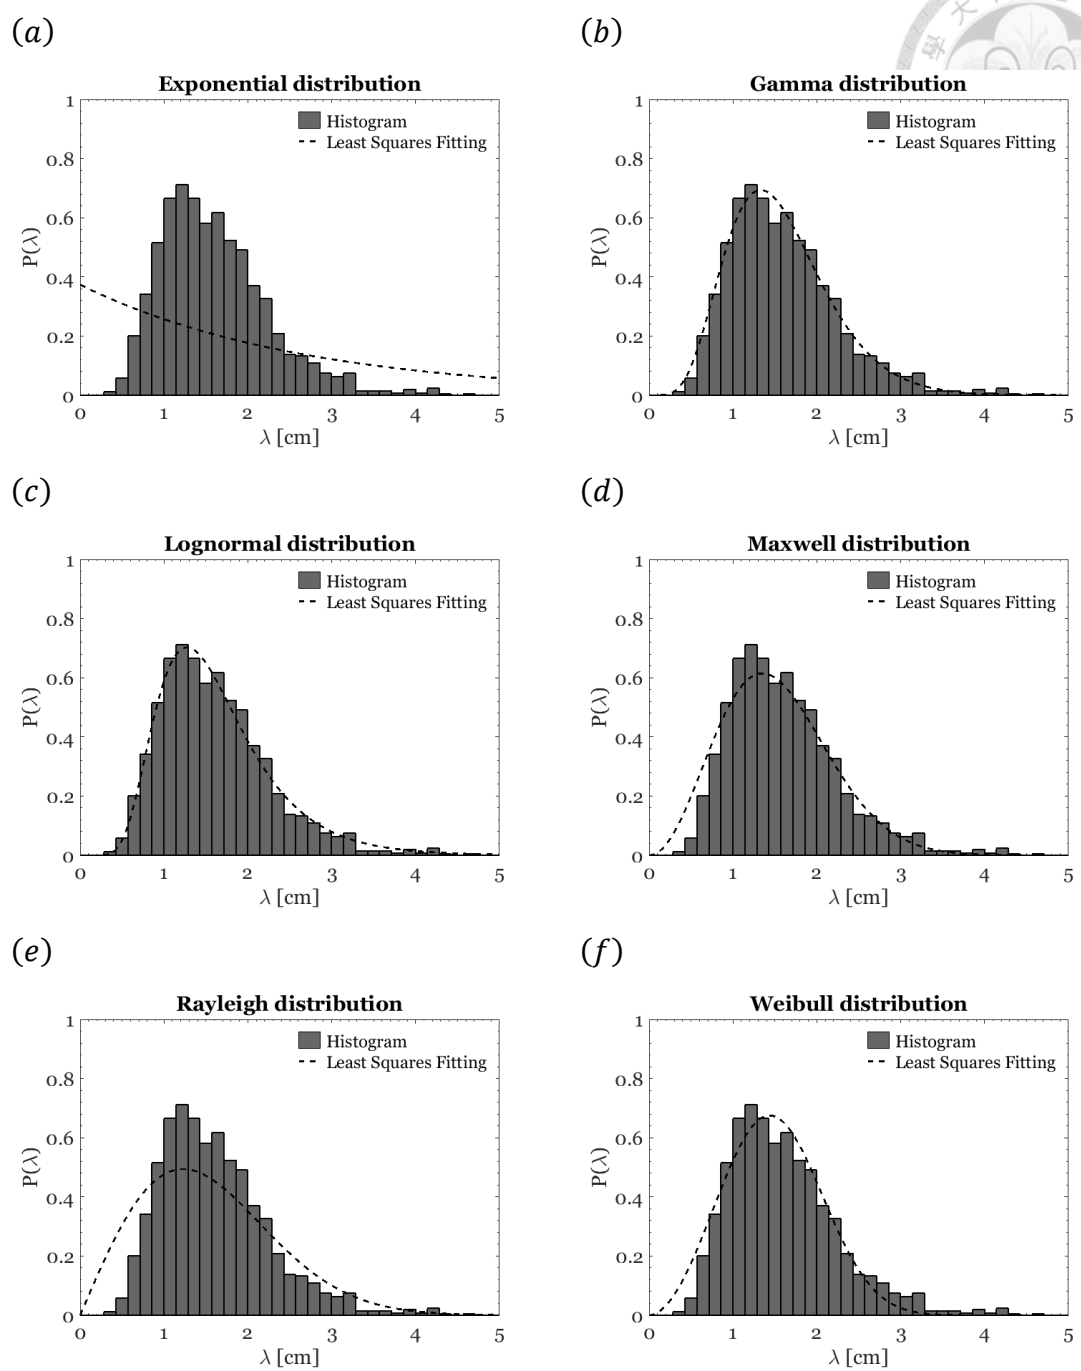 (a)
Exponential distribution
Histogram
Least Squares Fitting
1
0.8
0.6
0.4
0.2
0
P(λ)
0 1 2 3 4 5
λ [cm]
(b)
學 大
Gamma distribution
Histogram
Least Squares Fitting
1
0.8
0.6
0.4
0.2
0
P(λ)
0 1 2 3 4 5
λ [cm]
(c)
Lognormal distribution
Histogram
Least Squares Fitting
1
0.8
0.6
0.4
0.2
0
P(λ)
0 1 2 3 4 5
λ [cm]
(d)
Maxwell distribution
Histogram
Least Squares Fitting
1
0.8
0.6
0.4
0.2
0
P(λ)
0 1 2 3 4 5
λ [cm]
(e)
Rayleigh distribution
Histogram
Least Squares Fitting
1
0.8
0.6
0.4
0.2
0
P(λ)
0 1 2 3 4 5
λ [cm]
(f)
Weibull distribution
Histogram
Least Squares Fitting
1
0.8
0.6
0.4
0.2
0
P(λ)
0 1 2 3 4 5
λ [cm]